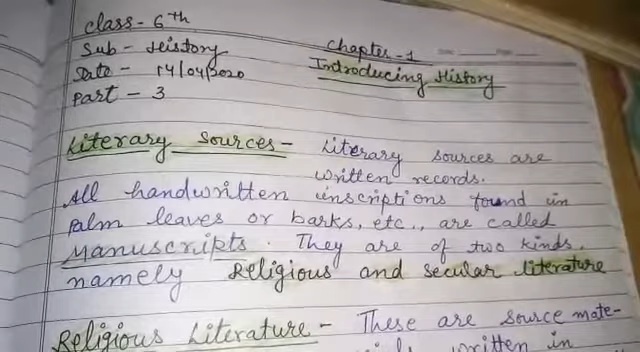 Class - 6th
Sub - History
Date - 14/04/2020
Part - 3
Chapter - 1
Introducing History
Literary Sources - Literary sources are
written records.
All handwritten inscriptions found in
palm leaves or barks, etc., are called
Manuscripts. They are of two kinds,
namely Religious and secular literature
Religious Literature - These are source mate-
written in